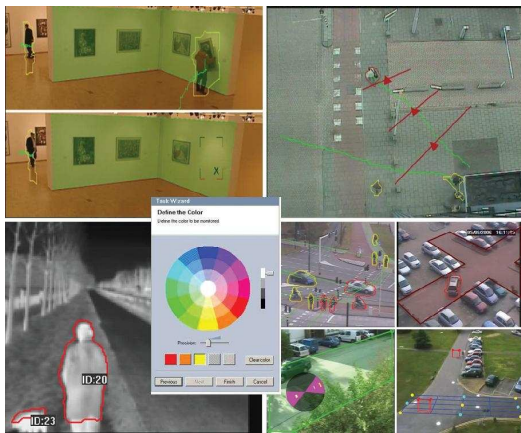 X
Task Wizard
Define the Color
Define the color to be monitored.
Precision:
Clear color
Previous
Next
Finish
Cancel
ID:20
ID:23